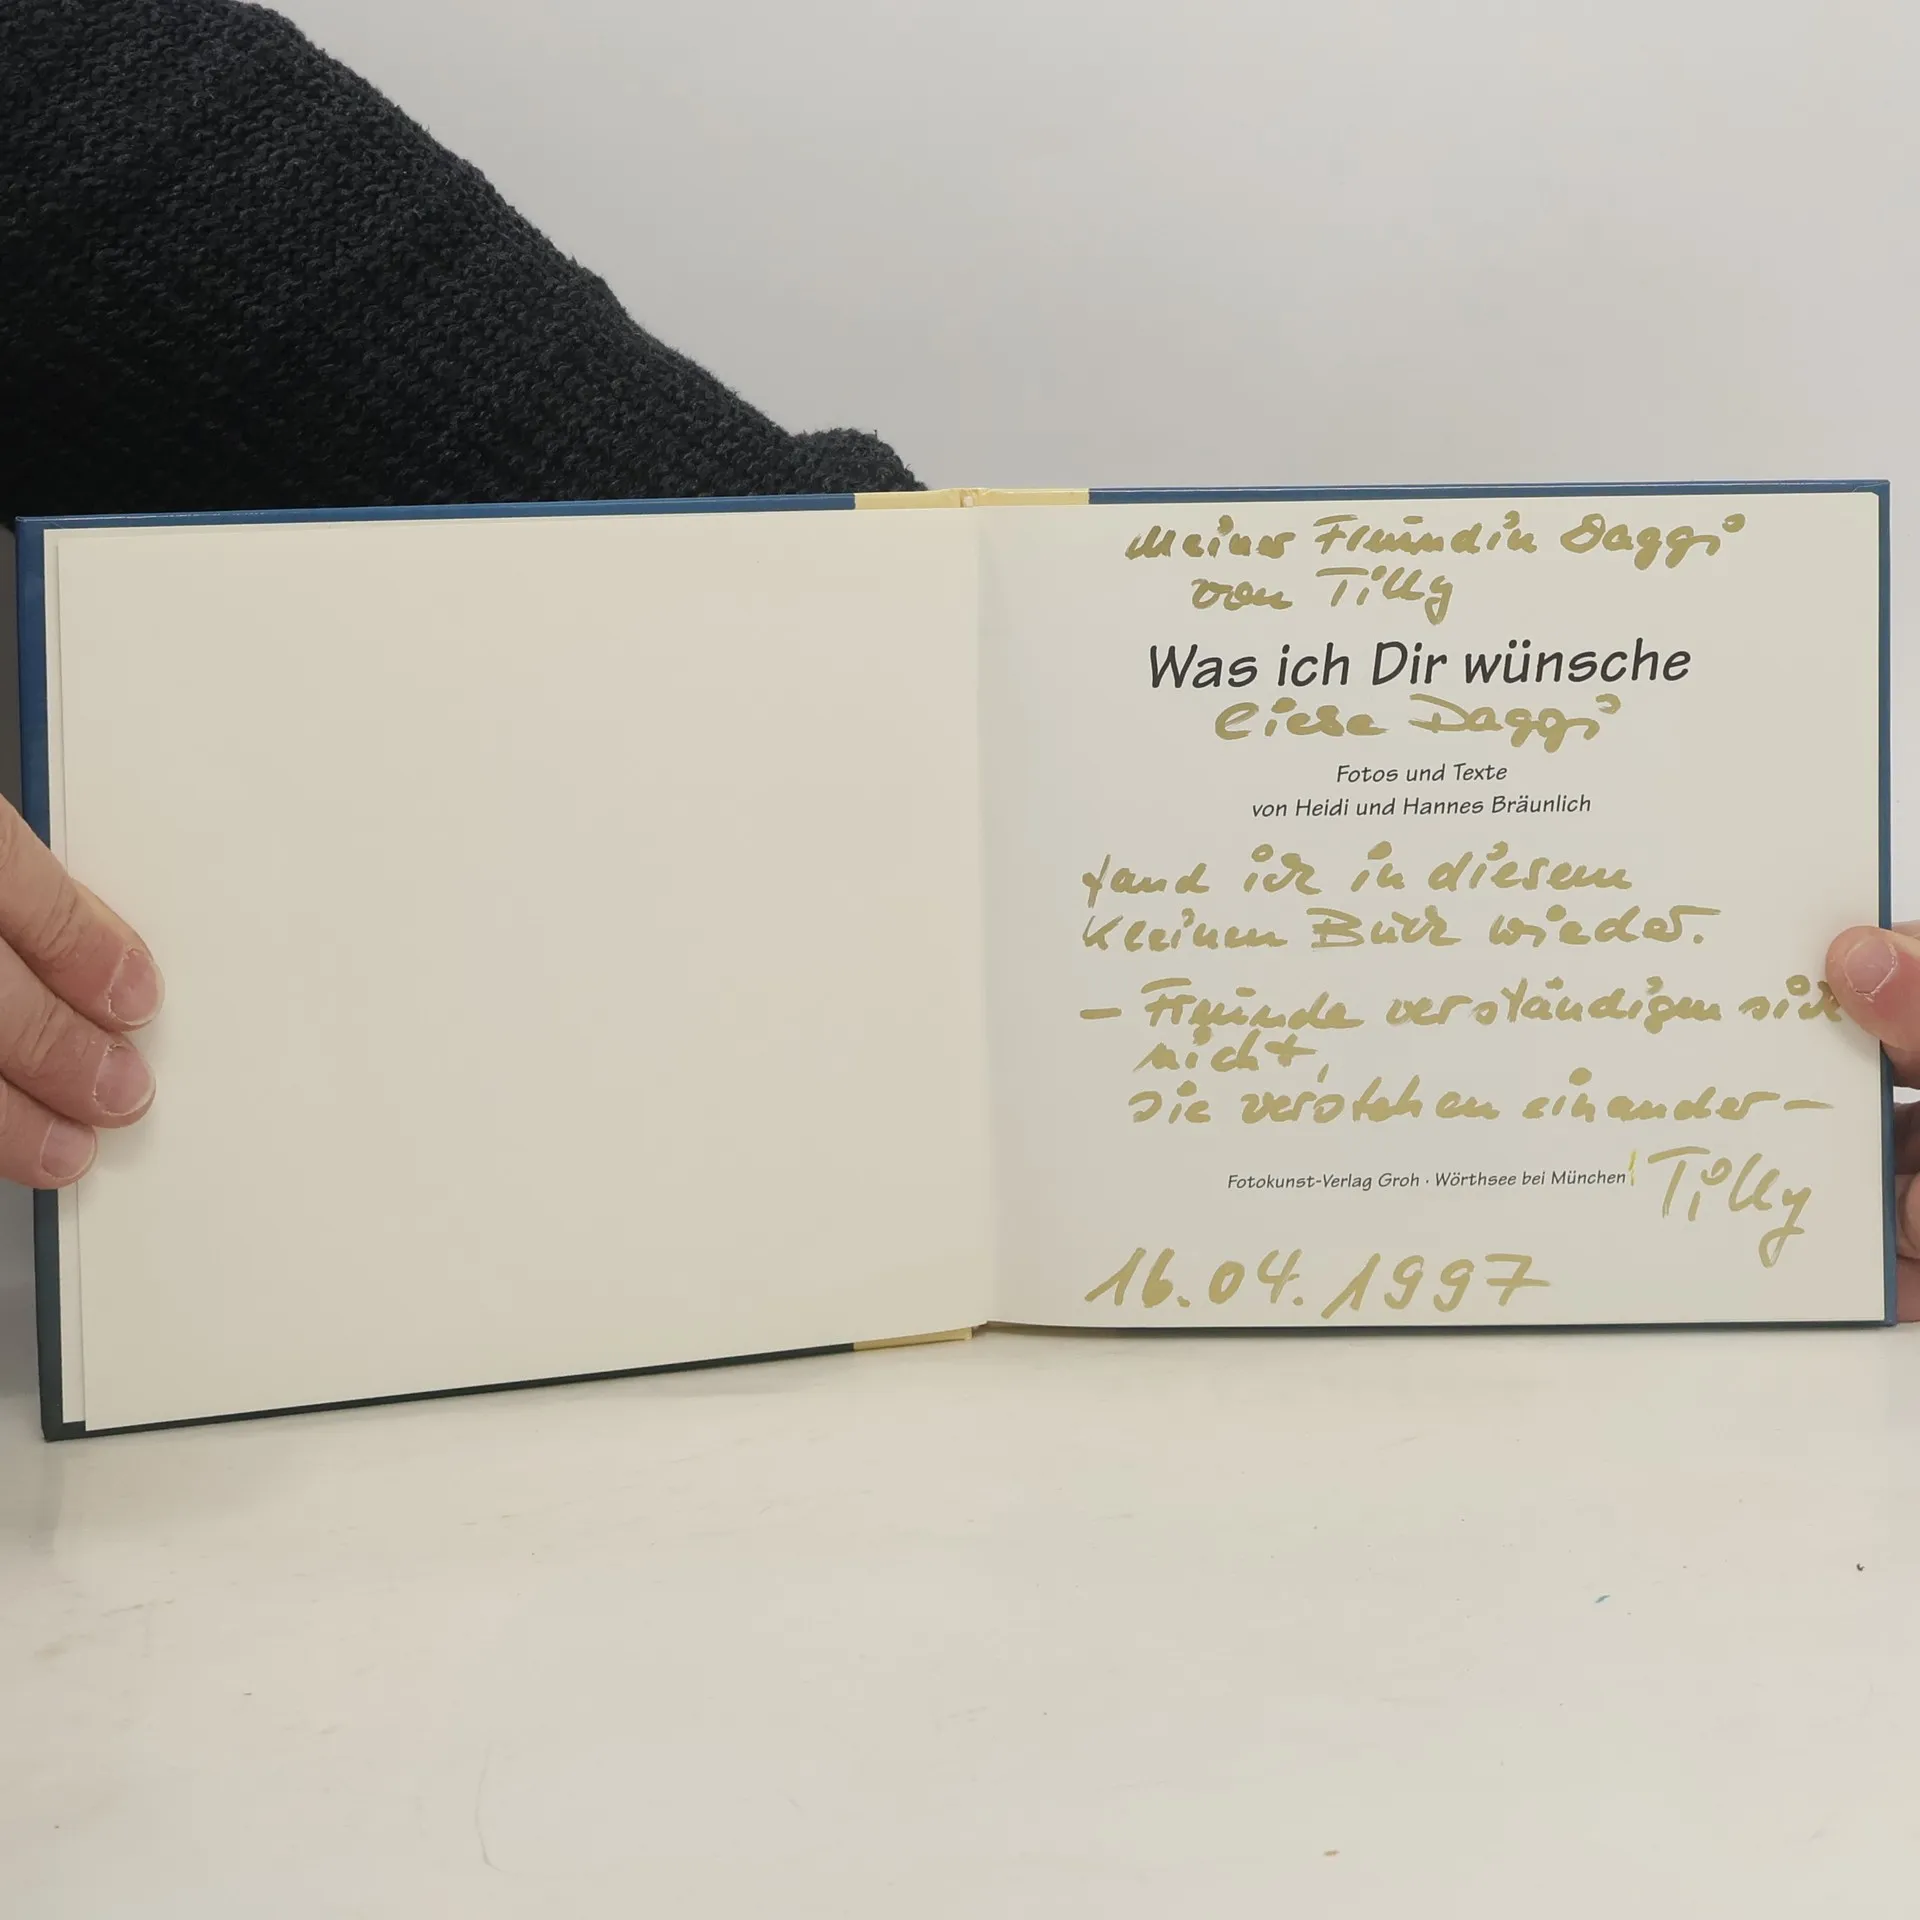 Meiner Freundin Daggi
von Tilly
Was ich Dir wünsche
liebe Daggi
Fotos und Texte
von Heidi und Hannes Bräunlich
fand ich in diesem
kleinen Buch wieder.
– Freunde verständigen sich
nicht,
sie verstehen einander –
Fotokunst-Verlag Groh · Wörthsee bei München
Tilly
16.04.1997